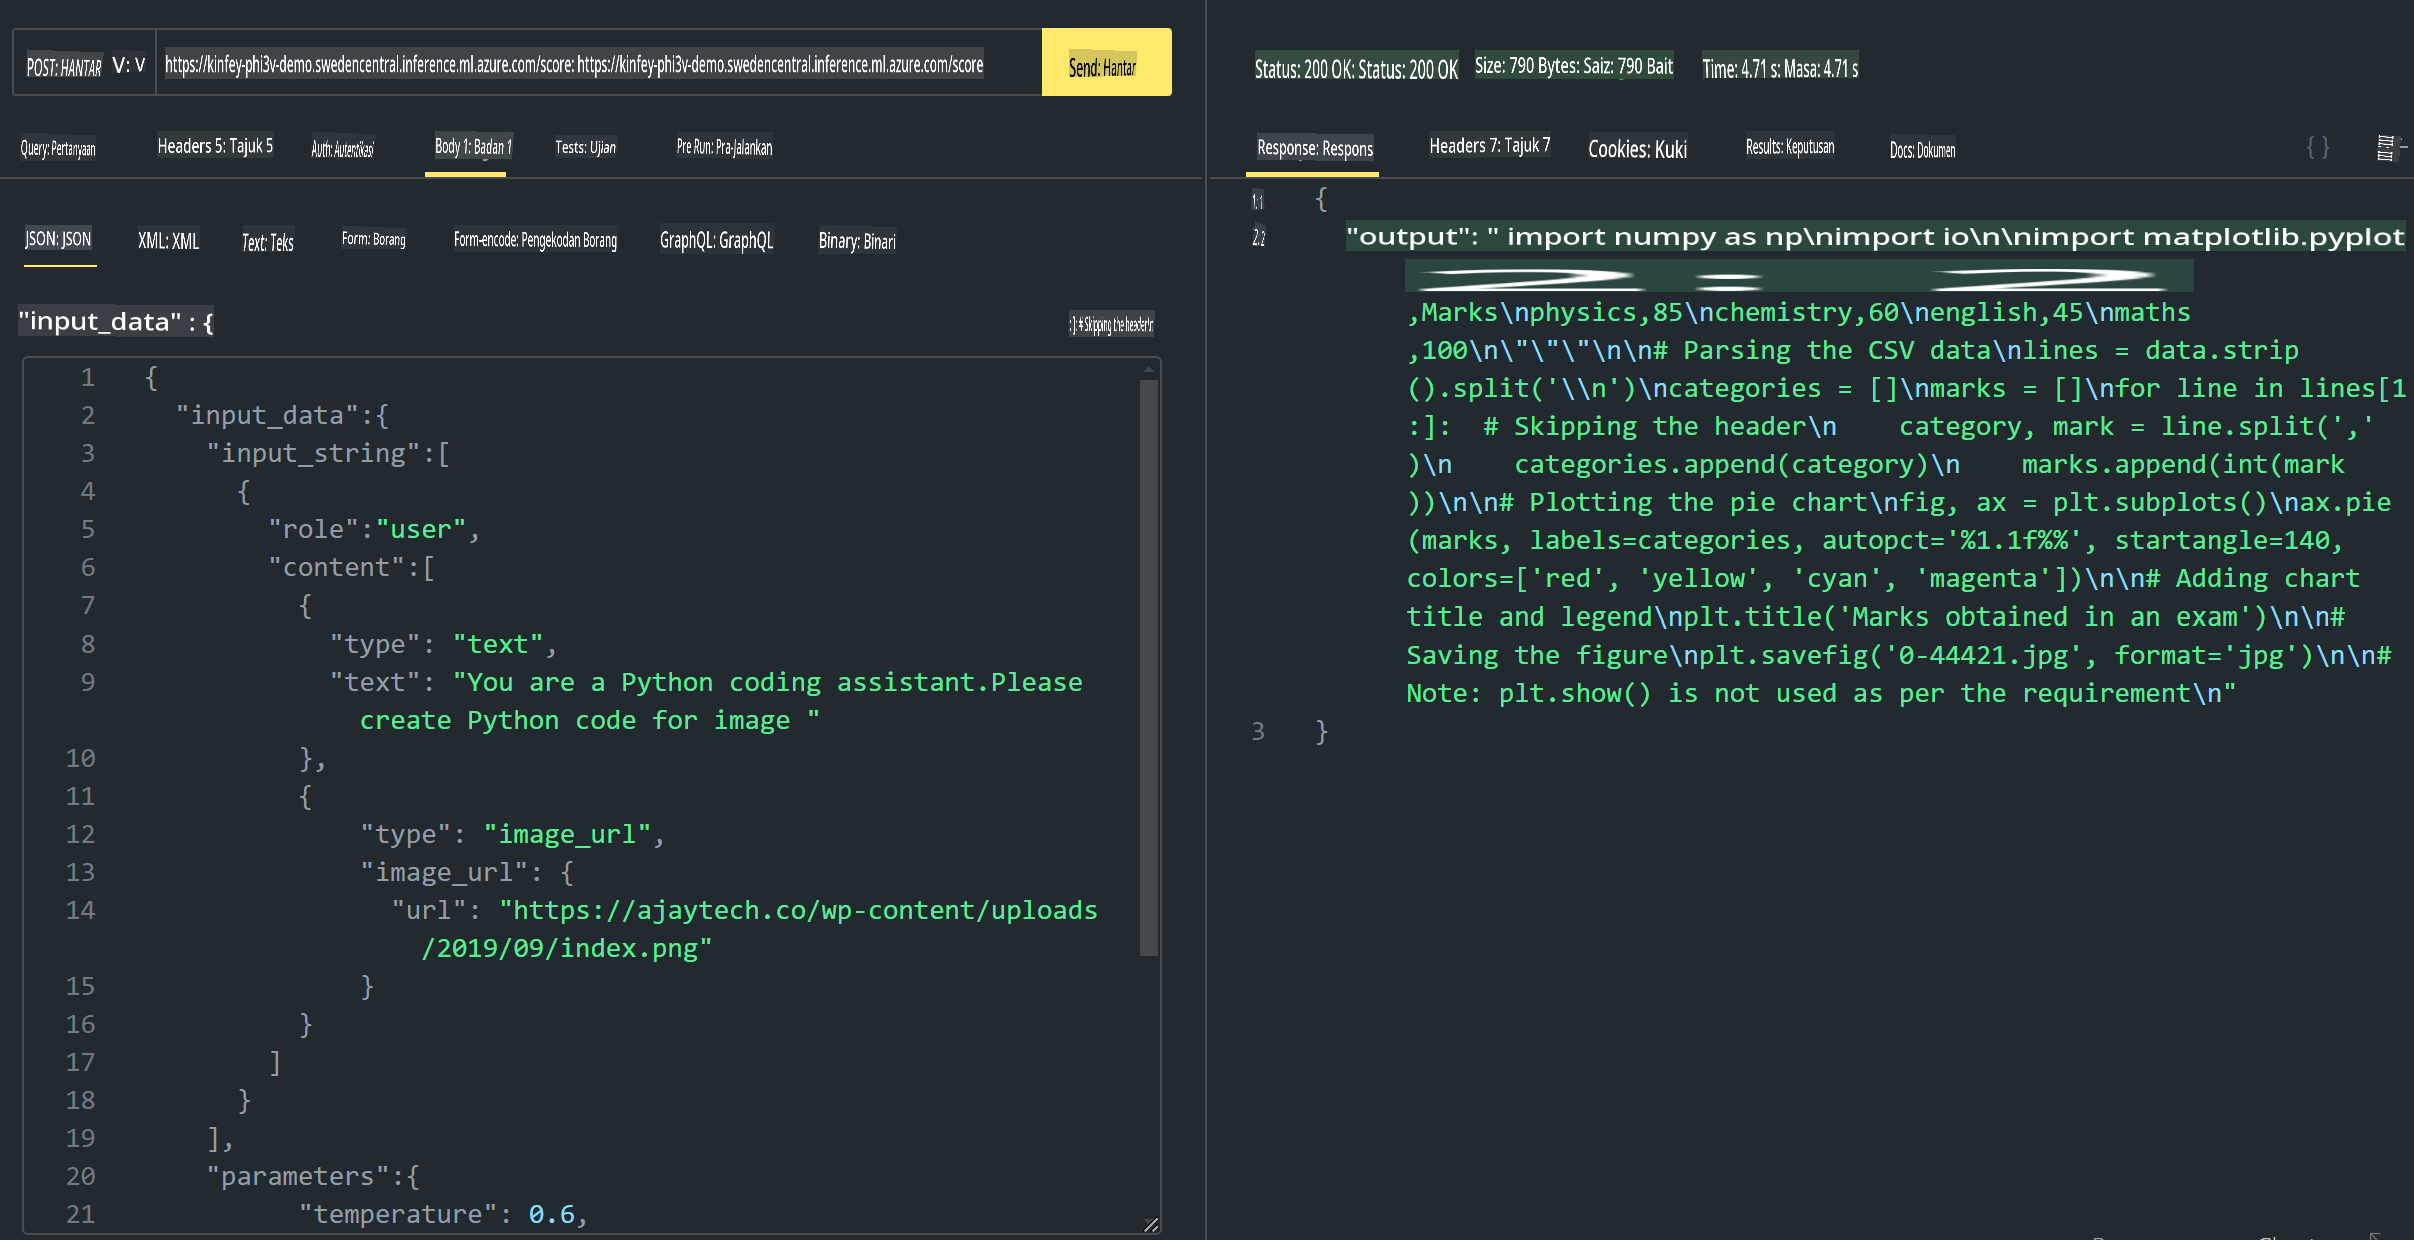 POST: HANTAR V: V https://kinfey-phi3v-demo.swedencentral.inference.ml.azure.com/score: https://kinfey-phi3v-demo.swedencentral.inference.ml.azure.com/score Send: Hantar
Query: Pertanyaan Headers 5: Tajuk 5 Auth: Autentikasi Body 1: Badan 1 Tests: Ujian Pre Run: Pra-jalankan
JSON: JSON XML: XML Text: Teks Form: Borang Form-encode: Pengekodan Borang GraphQL: GraphQL Binary: Binari
"input_data" : { :]: # Skipping the header\n
1 {
2 "input_data":{
3 "input_string":[
4 {
5 "role":"user",
6 "content":[
7 {
8 "type": "text",
9 "text": "You are a Python coding assistant.Please
create Python code for image "
10 },
11 {
12 "type": "image_url",
13 "image_url": {
14 "url": "https://ajaytech.co/wp-content/uploads
/2019/09/index.png"
15 }
16 }
17 ]
18 }
19 ],
20 "parameters":{
21 "temperature": 0.6,
Status: 200 OK: Status: 200 OK Size: 790 Bytes: Saiz: 790 Bait Time: 4.71 s: Masa: 4.71 s
Response: Respons Headers 7: Tajuk 7 Cookies: Kuki Results: Keputusan Docs: Dokumen { }
1: 1 {
2: 2 "output": " import numpy as np\nimport io\n\nimport matplotlib.pyplot
,Marks\nphysics,85\nchemistry,60\nenglish,45\nmaths
,100\n\"\"\"\n\n# Parsing the CSV data\nlines = data.strip
().split('\\n')\ncategories = []\nmarks = []\nfor line in lines[1
:]:  # Skipping the header\n    category, mark = line.split(','
)\n    categories.append(category)\n    marks.append(int(mark
))\n\n# Plotting the pie chart\nfig, ax = plt.subplots()\nax.pie
(marks, labels=categories, autopct='%1.1f%%', startangle=140,
colors=['red', 'yellow', 'cyan', 'magenta'])\n\n# Adding chart
title and legend\nplt.title('Marks obtained in an exam')\n\n#
Saving the figure\nplt.savefig('0-44421.jpg', format='jpg')\n\n#
Note: plt.show() is not used as per the requirement\n"
3 }